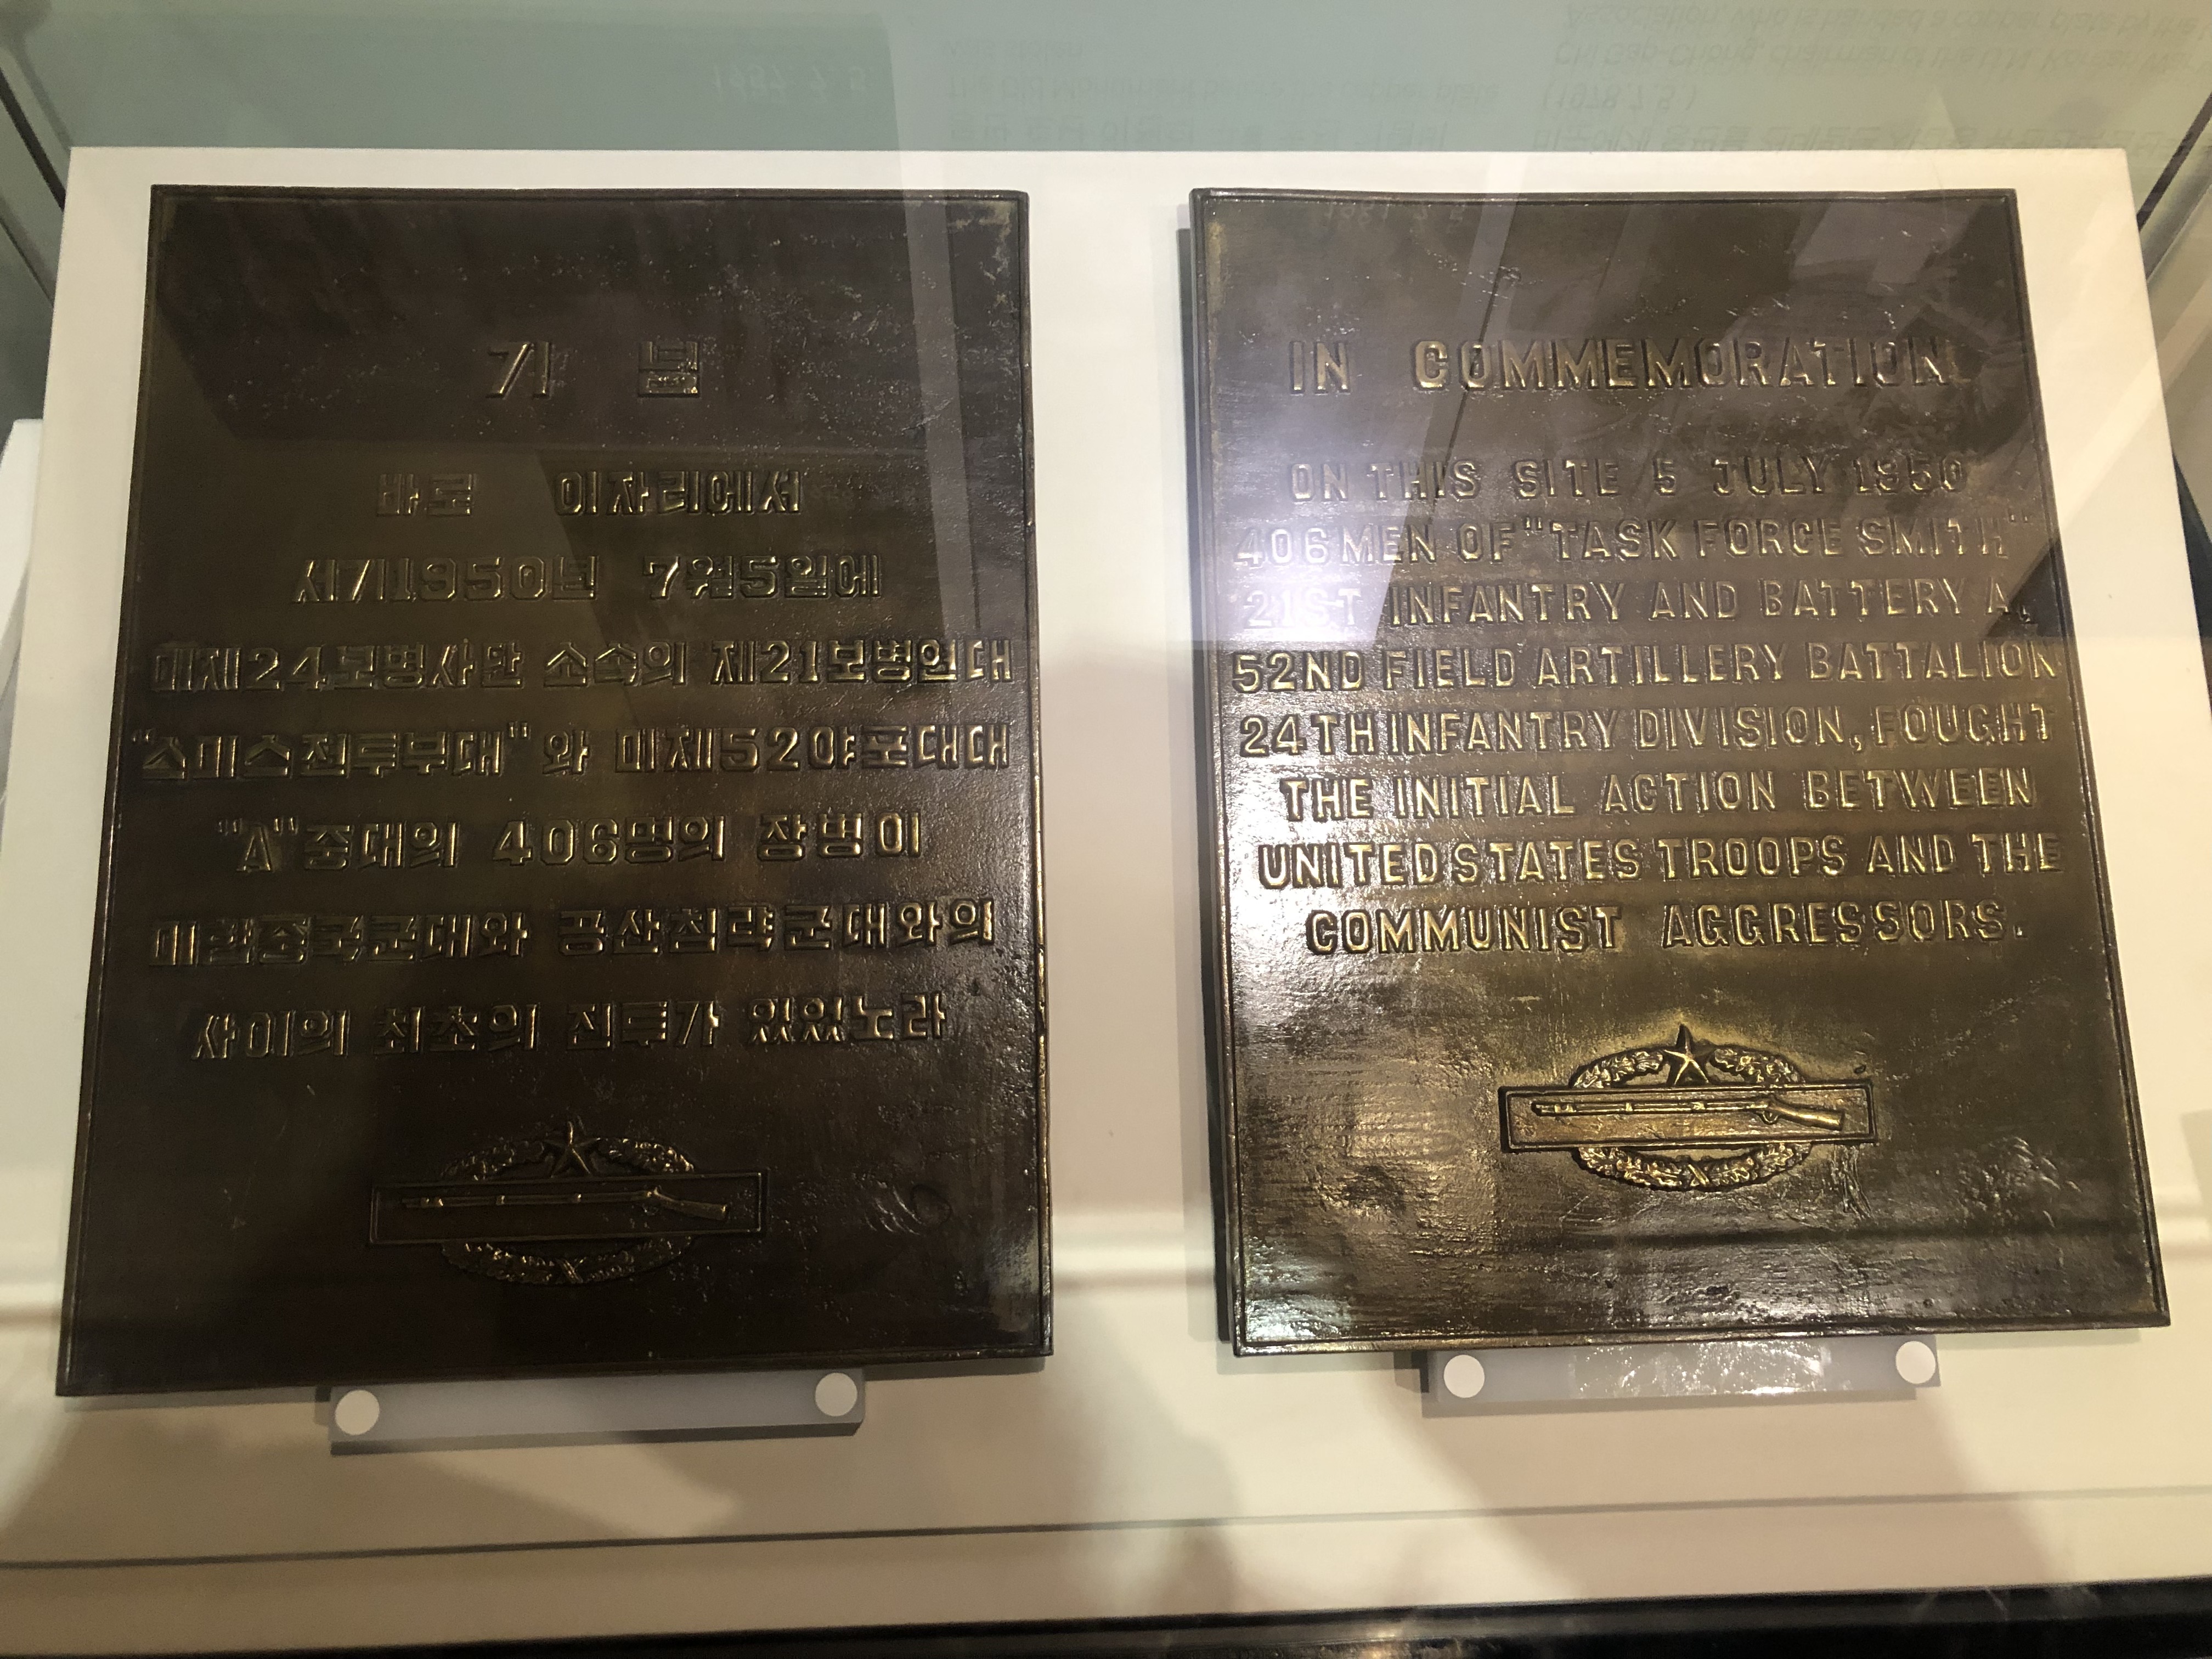 기 념
바로 이자리에서
서기1950년 7월5일에
미제24보병사단 소속의 제21보병연대
"스미스전투부대" 와 미제52야포대대
"A" 중대의 406명의 장병이
미합중국군대와 공산침략군대와의
사이의 최초의 전투가 있었노라
IN COMMEMORATION
ON THIS SITE 5 JULY 1950
406 MEN OF "TASK FORCE SMITH"
21ST INFANTRY AND BATTERY A,
52ND FIELD ARTILLERY BATTALION
24TH INFANTRY DIVISION, FOUGHT
THE INITIAL ACTION BETWEEN
UNITED STATES TROOPS AND THE
COMMUNIST AGGRESSORS.